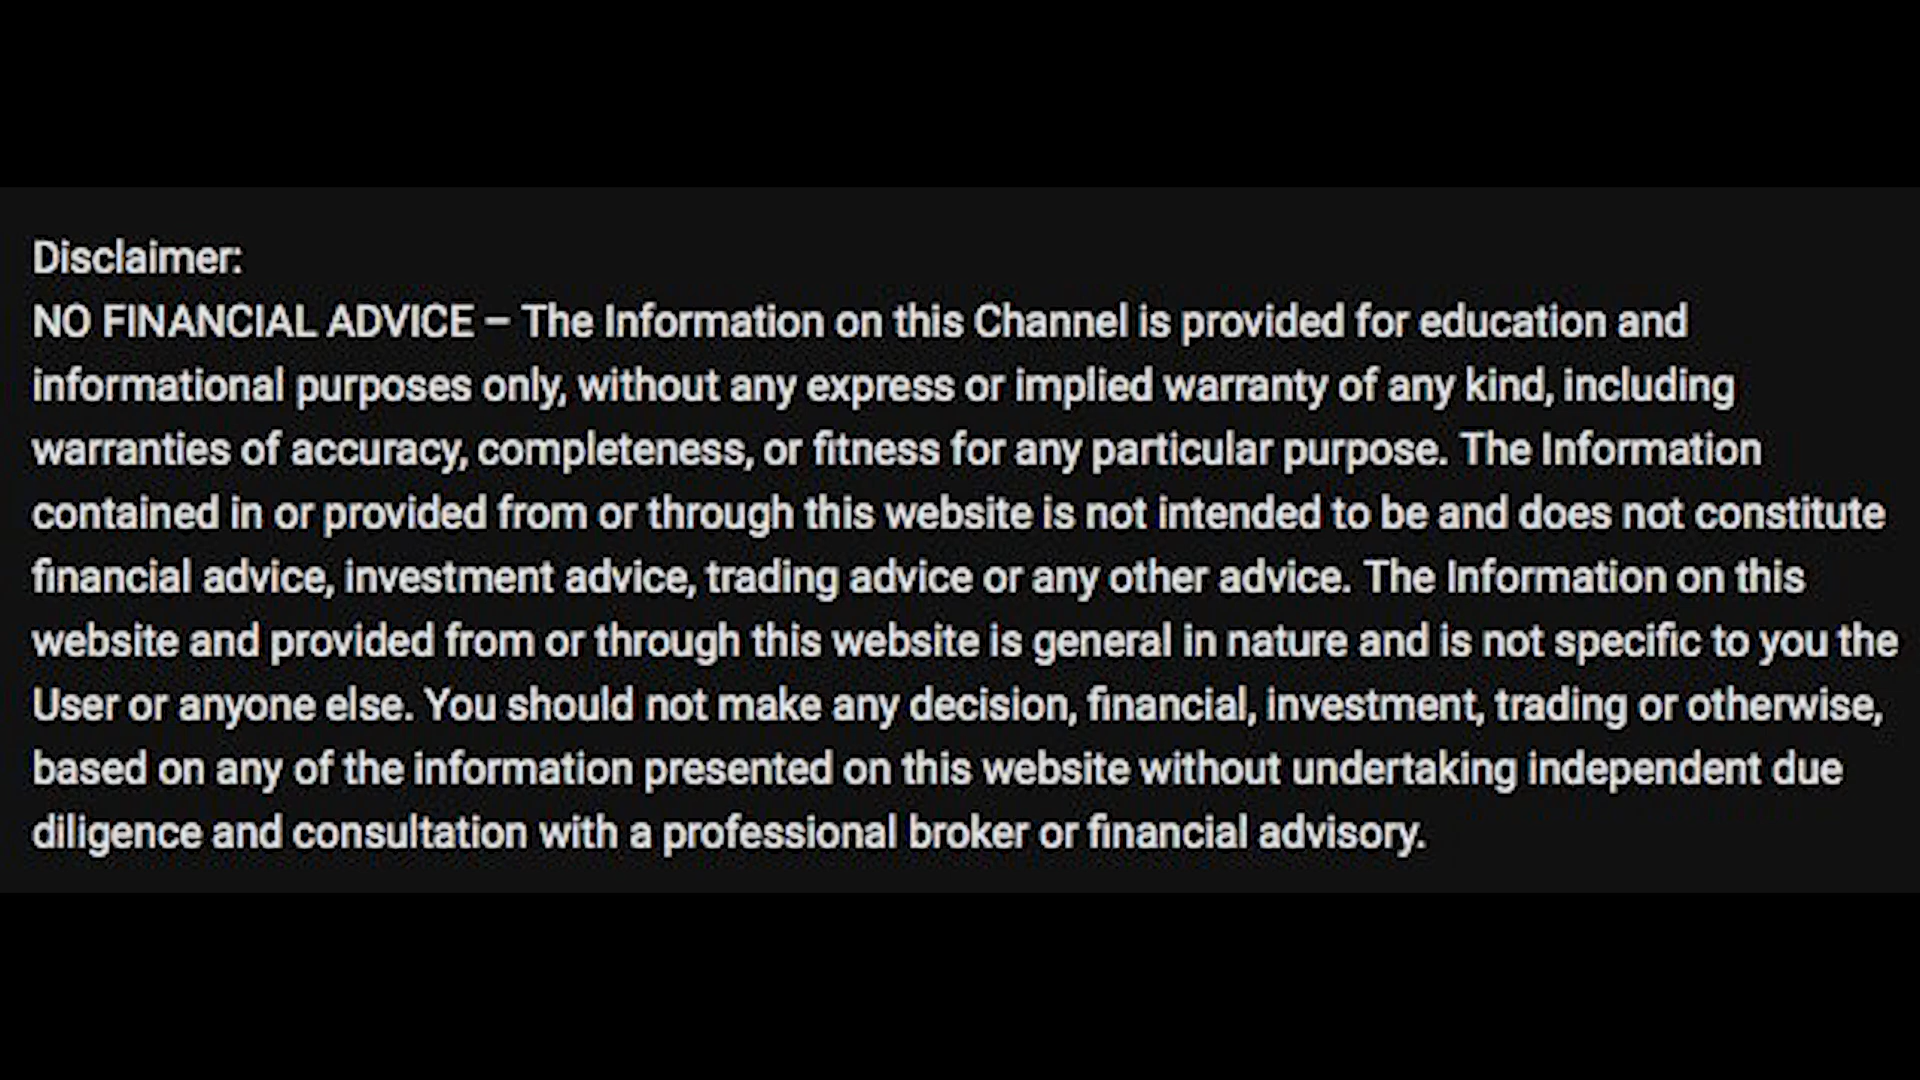 Disclaimer:
NO FINANCIAL ADVICE – The Information on this Channel is provided for education and
informational purposes only, without any express or implied warranty of any kind, including
warranties of accuracy, completeness, or fitness for any particular purpose. The Information
contained in or provided from or through this website is not intended to be and does not constitute
financial advice, investment advice, trading advice or any other advice. The Information on this
website and provided from or through this website is general in nature and is not specific to you the
User or anyone else. You should not make any decision, financial, investment, trading or otherwise,
based on any of the information presented on this website without undertaking independent due
diligence and consultation with a professional broker or financial advisory.